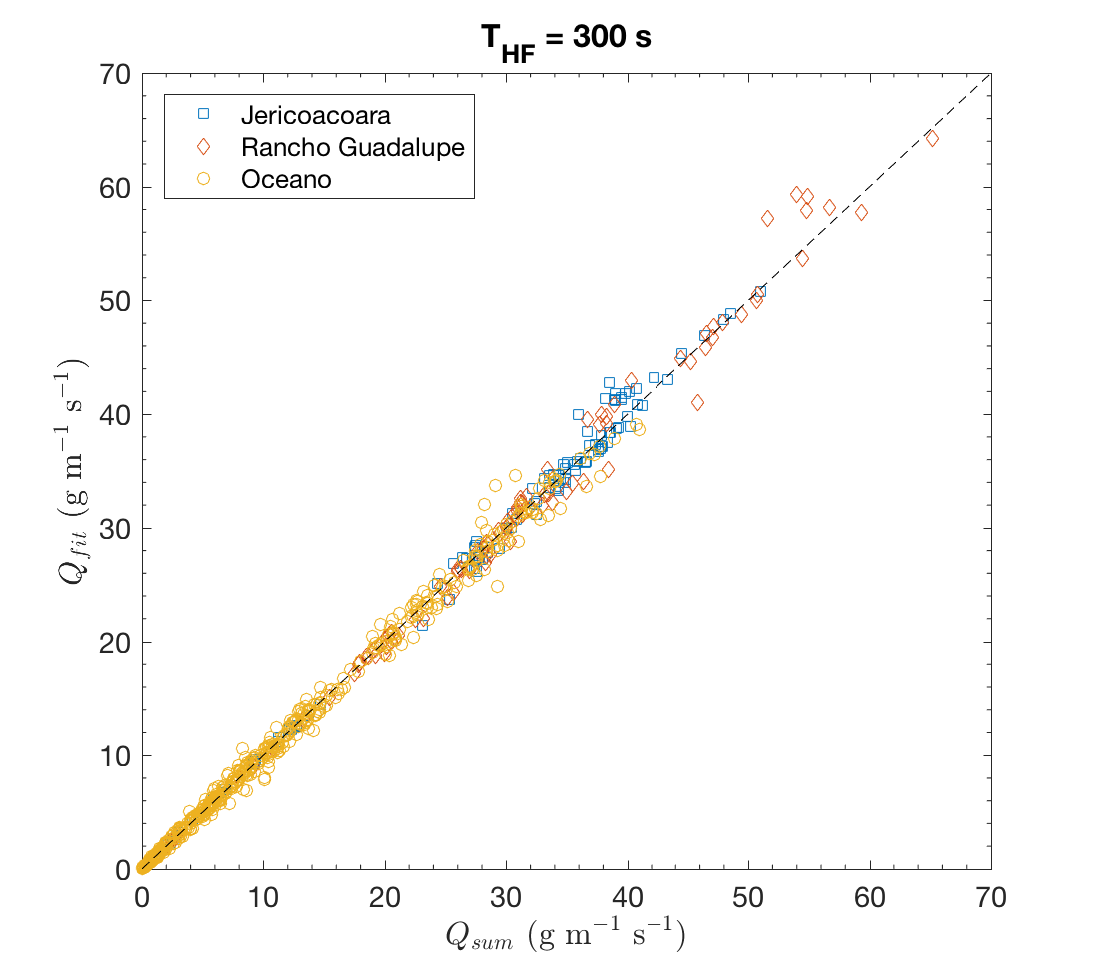 T_HF = 300 s
70
60
50
40
30
20
10
0
Jericoacoara
Rancho Guadalupe
Oceano
Q_fit (g m⁻¹ s⁻¹)
0 10 20 30 40 50 60 70
Q_sum (g m⁻¹ s⁻¹)